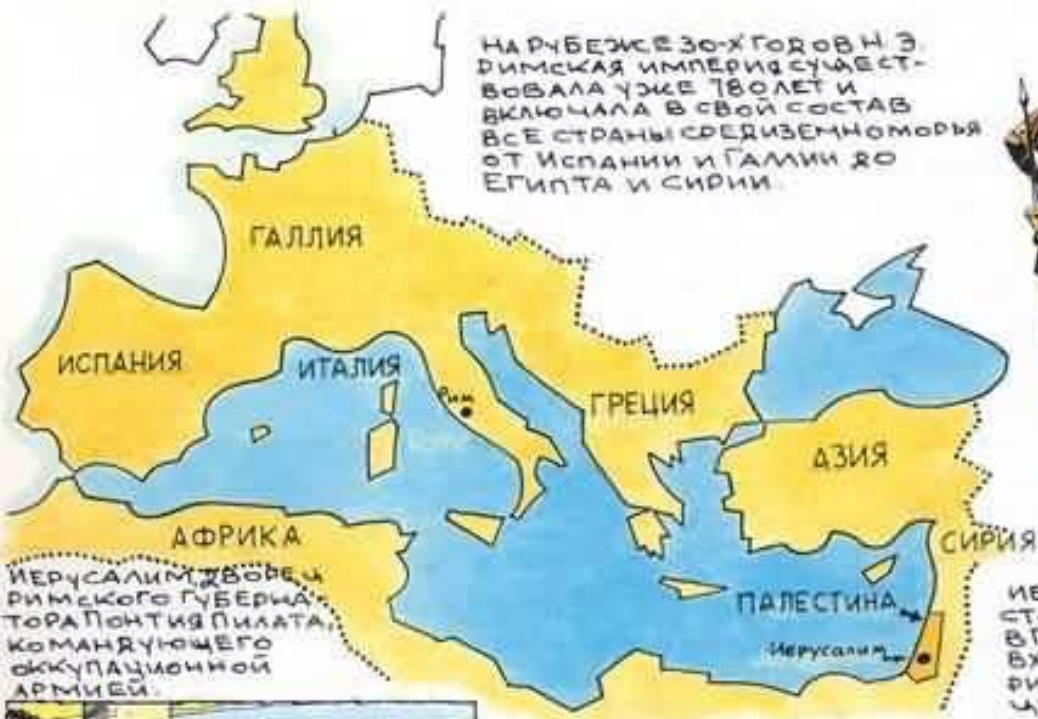 НА РУБЕЖЕ 30-Х ГОДОВ Н.Э.
РИМСКАЯ ИМПЕРИЯ СУЩЕСТ-
ВОВАЛА УЖЕ 780 ЛЕТ И
ВКЛЮЧАЛА В СВОЙ СОСТАВ
ВСЕ СТРАНЫ СРЕДИЗЕМНОМОРЬЯ
ОТ ИСПАНИИ И ГАЛЛИИ ДО
ЕГИПТА И СИРИИ.
ГАЛЛИЯ
ИСПАНИЯ
ИТАЛИЯ
Рим
ГРЕЦИЯ
АЗИЯ
АФРИКА
СИРИЯ
ПАЛЕСТИНА
Иерусалим
ИЕРУСАЛИМ, ДВОРЕЦ
РИМСКОГО ГУБЕРНА-
ТОРА ПОНТИЯ ПИЛАТА,
КОМАНДУЮЩЕГО
ОККУПАЦИОННОЙ
АРМИЕЙ.